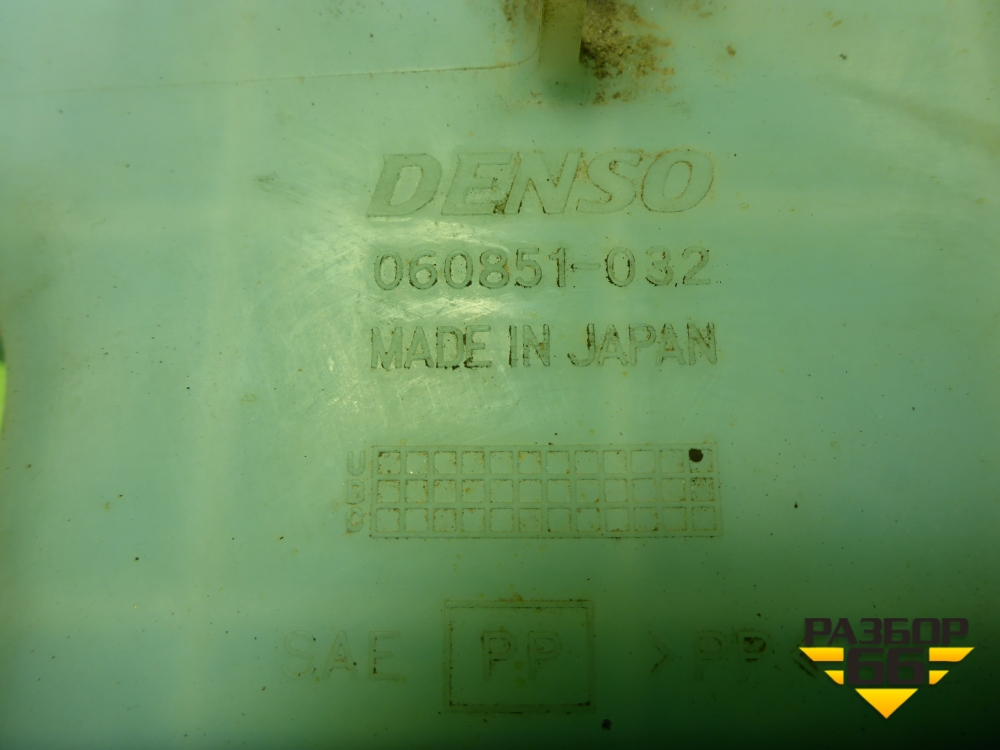 DENSO
060851-032
MADE IN JAPAN
U
B
SAE PP >PP<
РАЗБОР
66